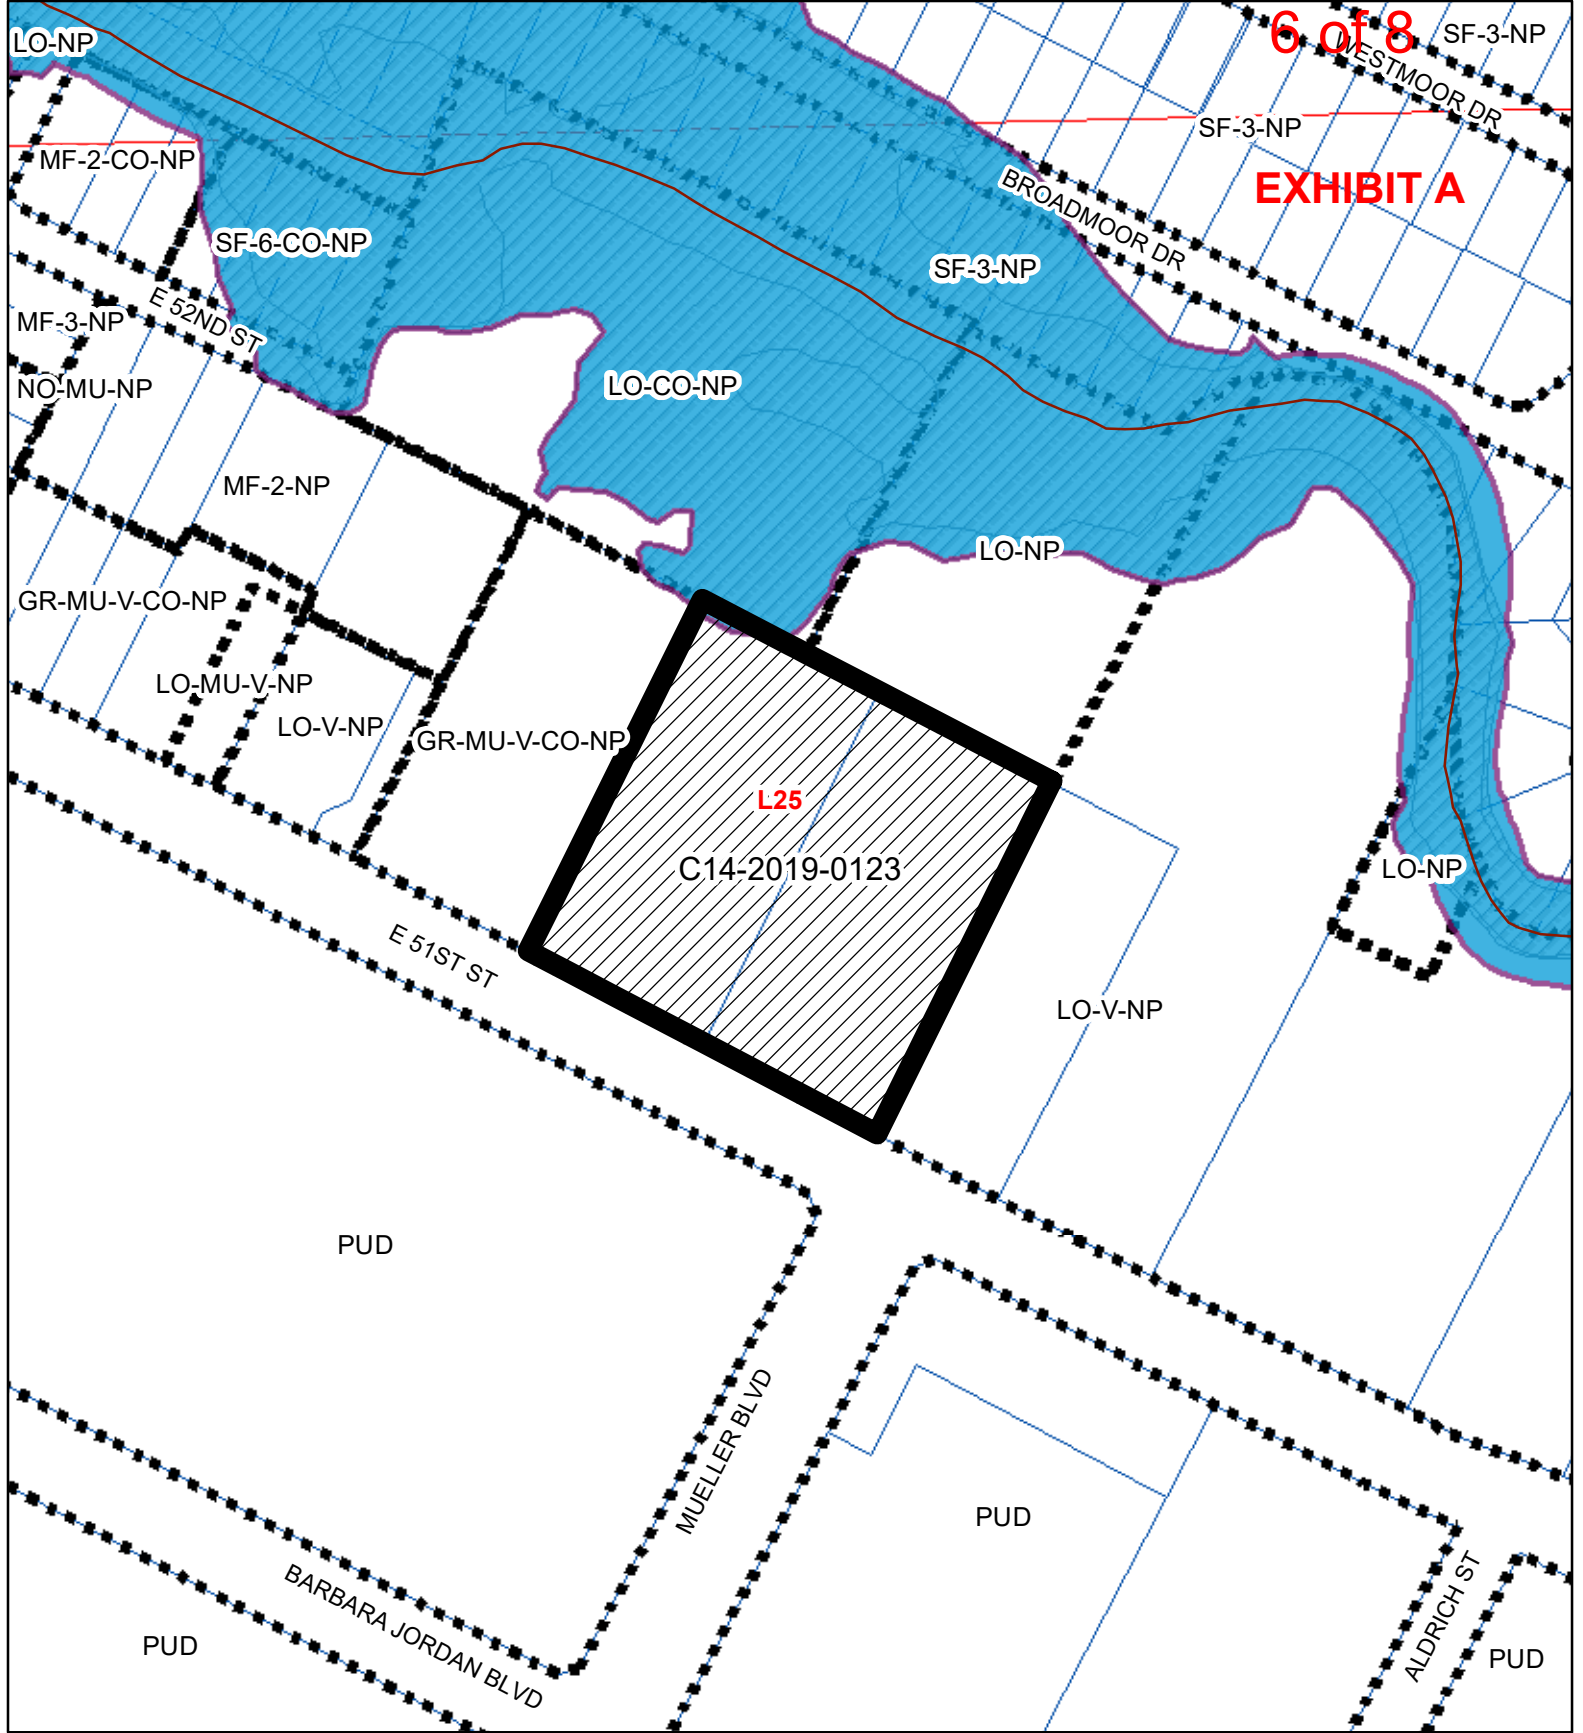 6 of 8
SF-3-NP
LO-NP
WESTMOOR DR
SF-3-NP
MF-2-CO-NP
EXHIBIT A
BROADMOOR DR
SF-6-CO-NP
SF-3-NP
E 52ND ST
MF-3-NP
NO-MU-NP
LO-CO-NP
MF-2-NP
LO-NP
GR-MU-V-CO-NP
LO-MU-V-NP
LO-V-NP
GR-MU-V-CO-NP
L25
C14-2019-0123
LO-NP
E 51ST ST
LO-V-NP
PUD
MUELLER BLVD
PUD
BARBARA JORDAN BLVD
ALDRICH ST
PUD
PUD